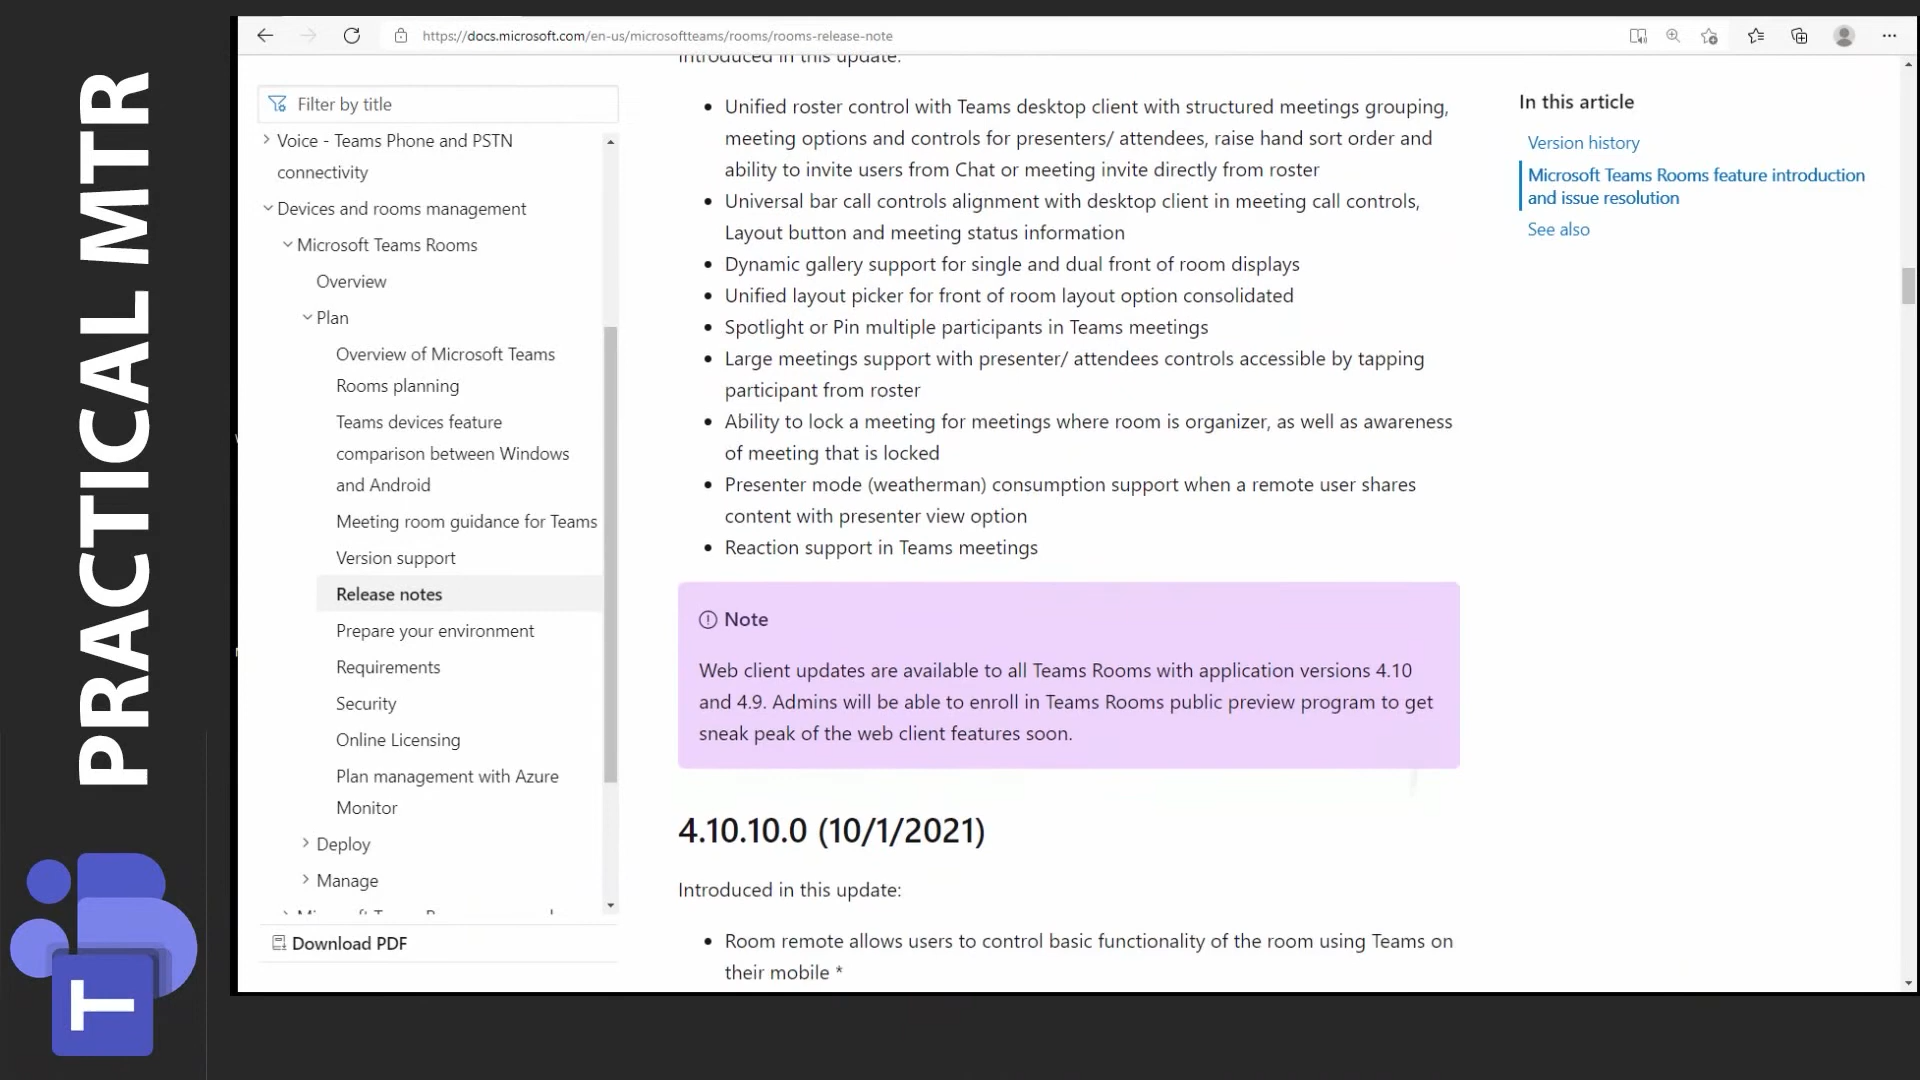 PRACTICAL MTR
T
https://docs.microsoft.com/en-us/microsoftteams/rooms/rooms-release-note
Filter by title
Voice - Teams Phone and PSTN
connectivity
Devices and rooms management
Microsoft Teams Rooms
Overview
Plan
Overview of Microsoft Teams
Rooms planning
Teams devices feature
comparison between Windows
and Android
Meeting room guidance for Teams
Version support
Release notes
Prepare your environment
Requirements
Security
Online Licensing
Plan management with Azure
Monitor
Deploy
Manage
Download PDF
Introduced in this update:
• Unified roster control with Teams desktop client with structured meetings grouping,
meeting options and controls for presenters/ attendees, raise hand sort order and
ability to invite users from Chat or meeting invite directly from roster
• Universal bar call controls alignment with desktop client in meeting call controls,
Layout button and meeting status information
• Dynamic gallery support for single and dual front of room displays
• Unified layout picker for front of room layout option consolidated
• Spotlight or Pin multiple participants in Teams meetings
• Large meetings support with presenter/ attendees controls accessible by tapping
participant from roster
• Ability to lock a meeting for meetings where room is organizer, as well as awareness
of meeting that is locked
• Presenter mode (weatherman) consumption support when a remote user shares
content with presenter view option
• Reaction support in Teams meetings
Note
Web client updates are available to all Teams Rooms with application versions 4.10
and 4.9. Admins will be able to enroll in Teams Rooms public preview program to get
sneak peak of the web client features soon.
4.10.10.0 (10/1/2021)
Introduced in this update:
• Room remote allows users to control basic functionality of the room using Teams on
their mobile *
In this article
Version history
Microsoft Teams Rooms feature introduction
and issue resolution
See also